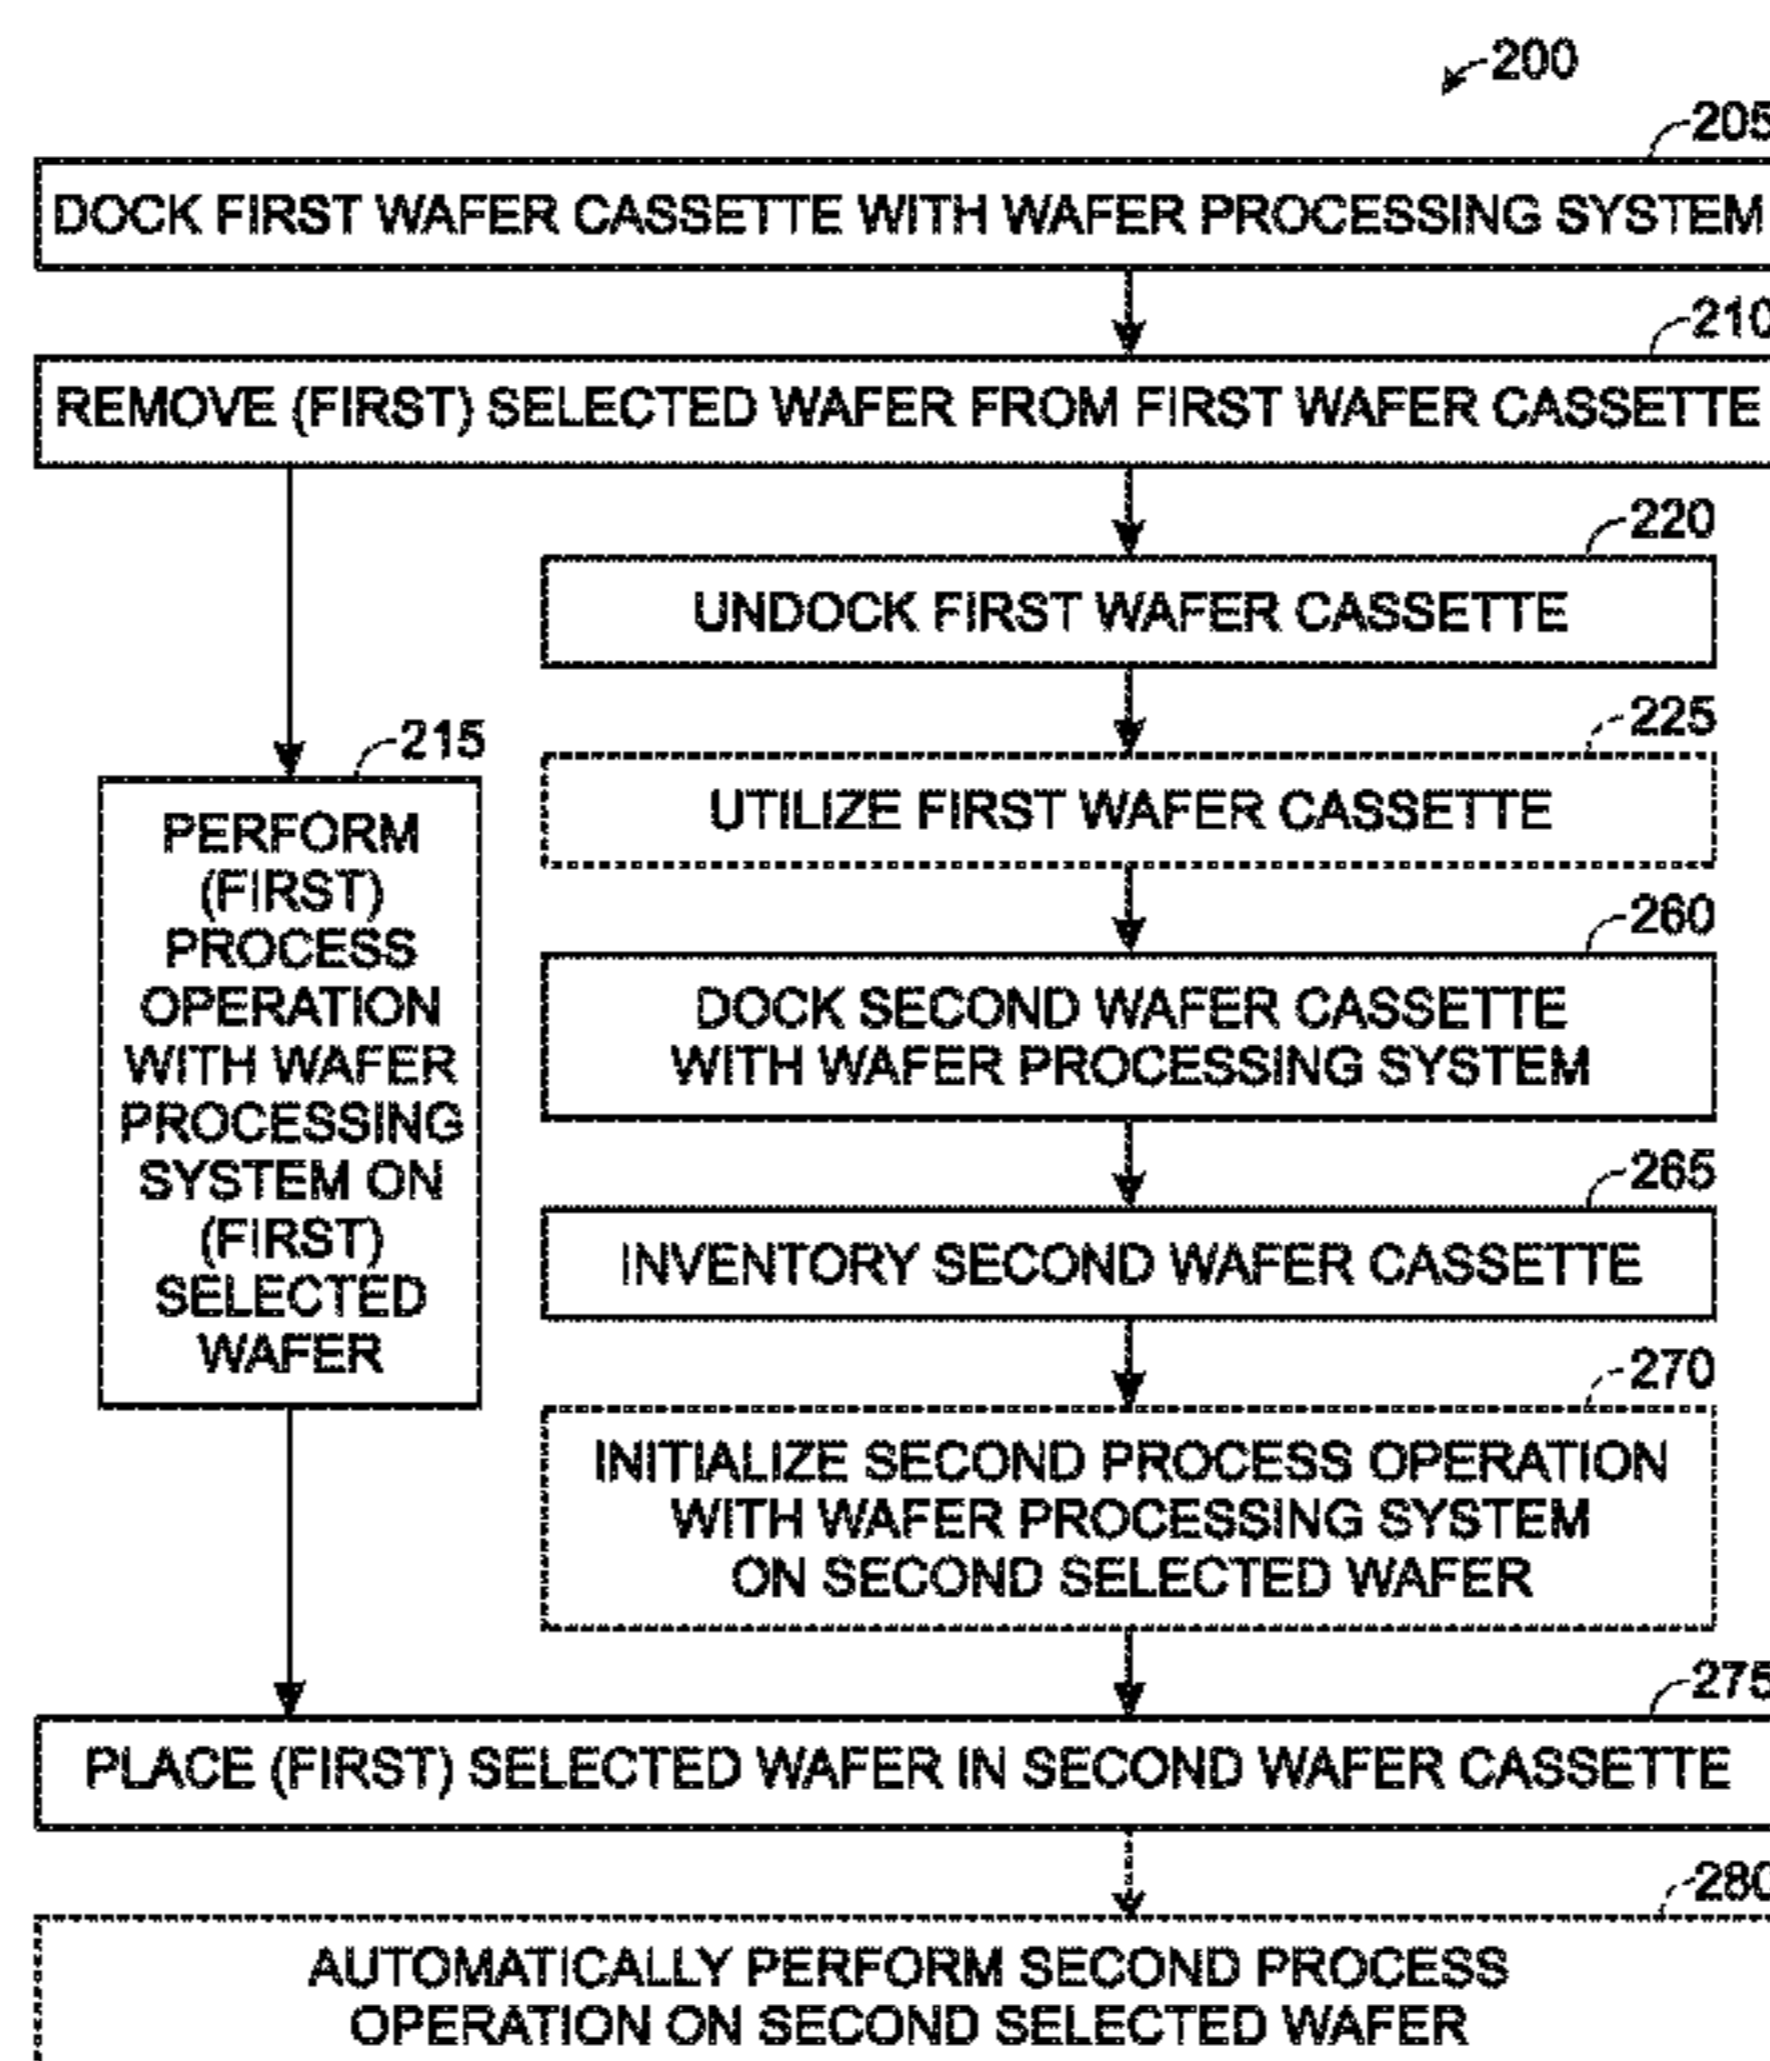 200
205
DOCK FIRST WAFER CASSETTE WITH WAFER PROCESSING SYSTEM
210
REMOVE (FIRST) SELECTED WAFER FROM FIRST WAFER CASSETTE
220
UNDOCK FIRST WAFER CASSETTE
225
UTILIZE FIRST WAFER CASSETTE
215
PERFORM
(FIRST)
PROCESS
OPERATION
WITH WAFER
PROCESSING
SYSTEM ON
(FIRST)
SELECTED
WAFER
260
DOCK SECOND WAFER CASSETTE
WITH WAFER PROCESSING SYSTEM
265
INVENTORY SECOND WAFER CASSETTE
270
INITIALIZE SECOND PROCESS OPERATION
WITH WAFER PROCESSING SYSTEM
ON SECOND SELECTED WAFER
275
PLACE (FIRST) SELECTED WAFER IN SECOND WAFER CASSETTE
280
AUTOMATICALLY PERFORM SECOND PROCESS
OPERATION ON SECOND SELECTED WAFER